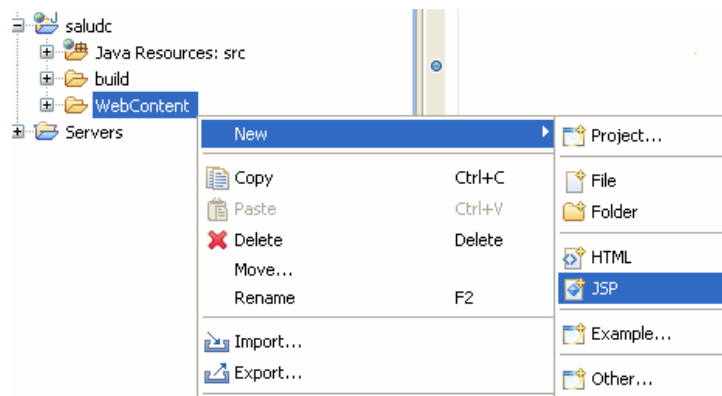 saludc
Java Resources: src
build
WebContent
Servers
New
Copy Ctrl+C
Paste Ctrl+V
Delete Delete
Move...
Rename F2
Import...
Export...
Project...
File
Folder
HTML
JSP
Example...
Other...